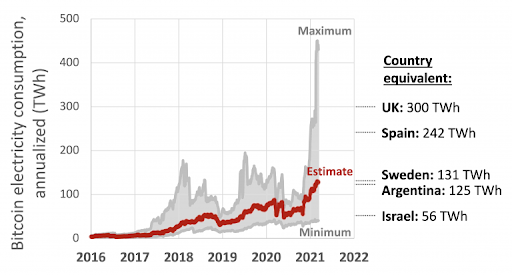 Bitcoin electricity consumption,
annualized (TWh)
500
400
300
200
100
0
2016
2017
2018
2019
2020
2021
2022
Maximum
Estimate
Minimum
Country
equivalent:
UK: 300 TWh
Spain: 242 TWh
Sweden: 131 TWh
Argentina: 125 TWh
Israel: 56 TWh